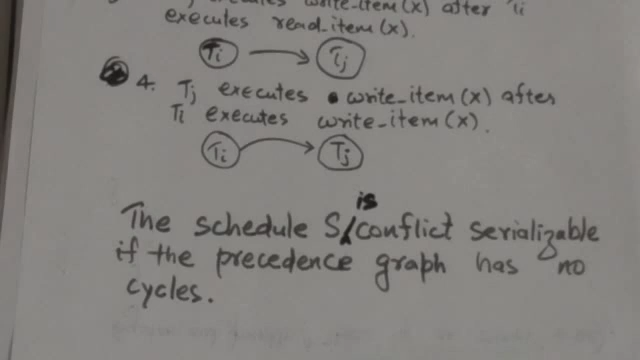 write-item(x) after Ti
executes read-item(x).
Ti Tj
4. Tj executes write-item(x) after
Ti executes write-item(x).
Ti Tj
is
The schedule S conflict serializable
if the precedence graph has no
cycles.